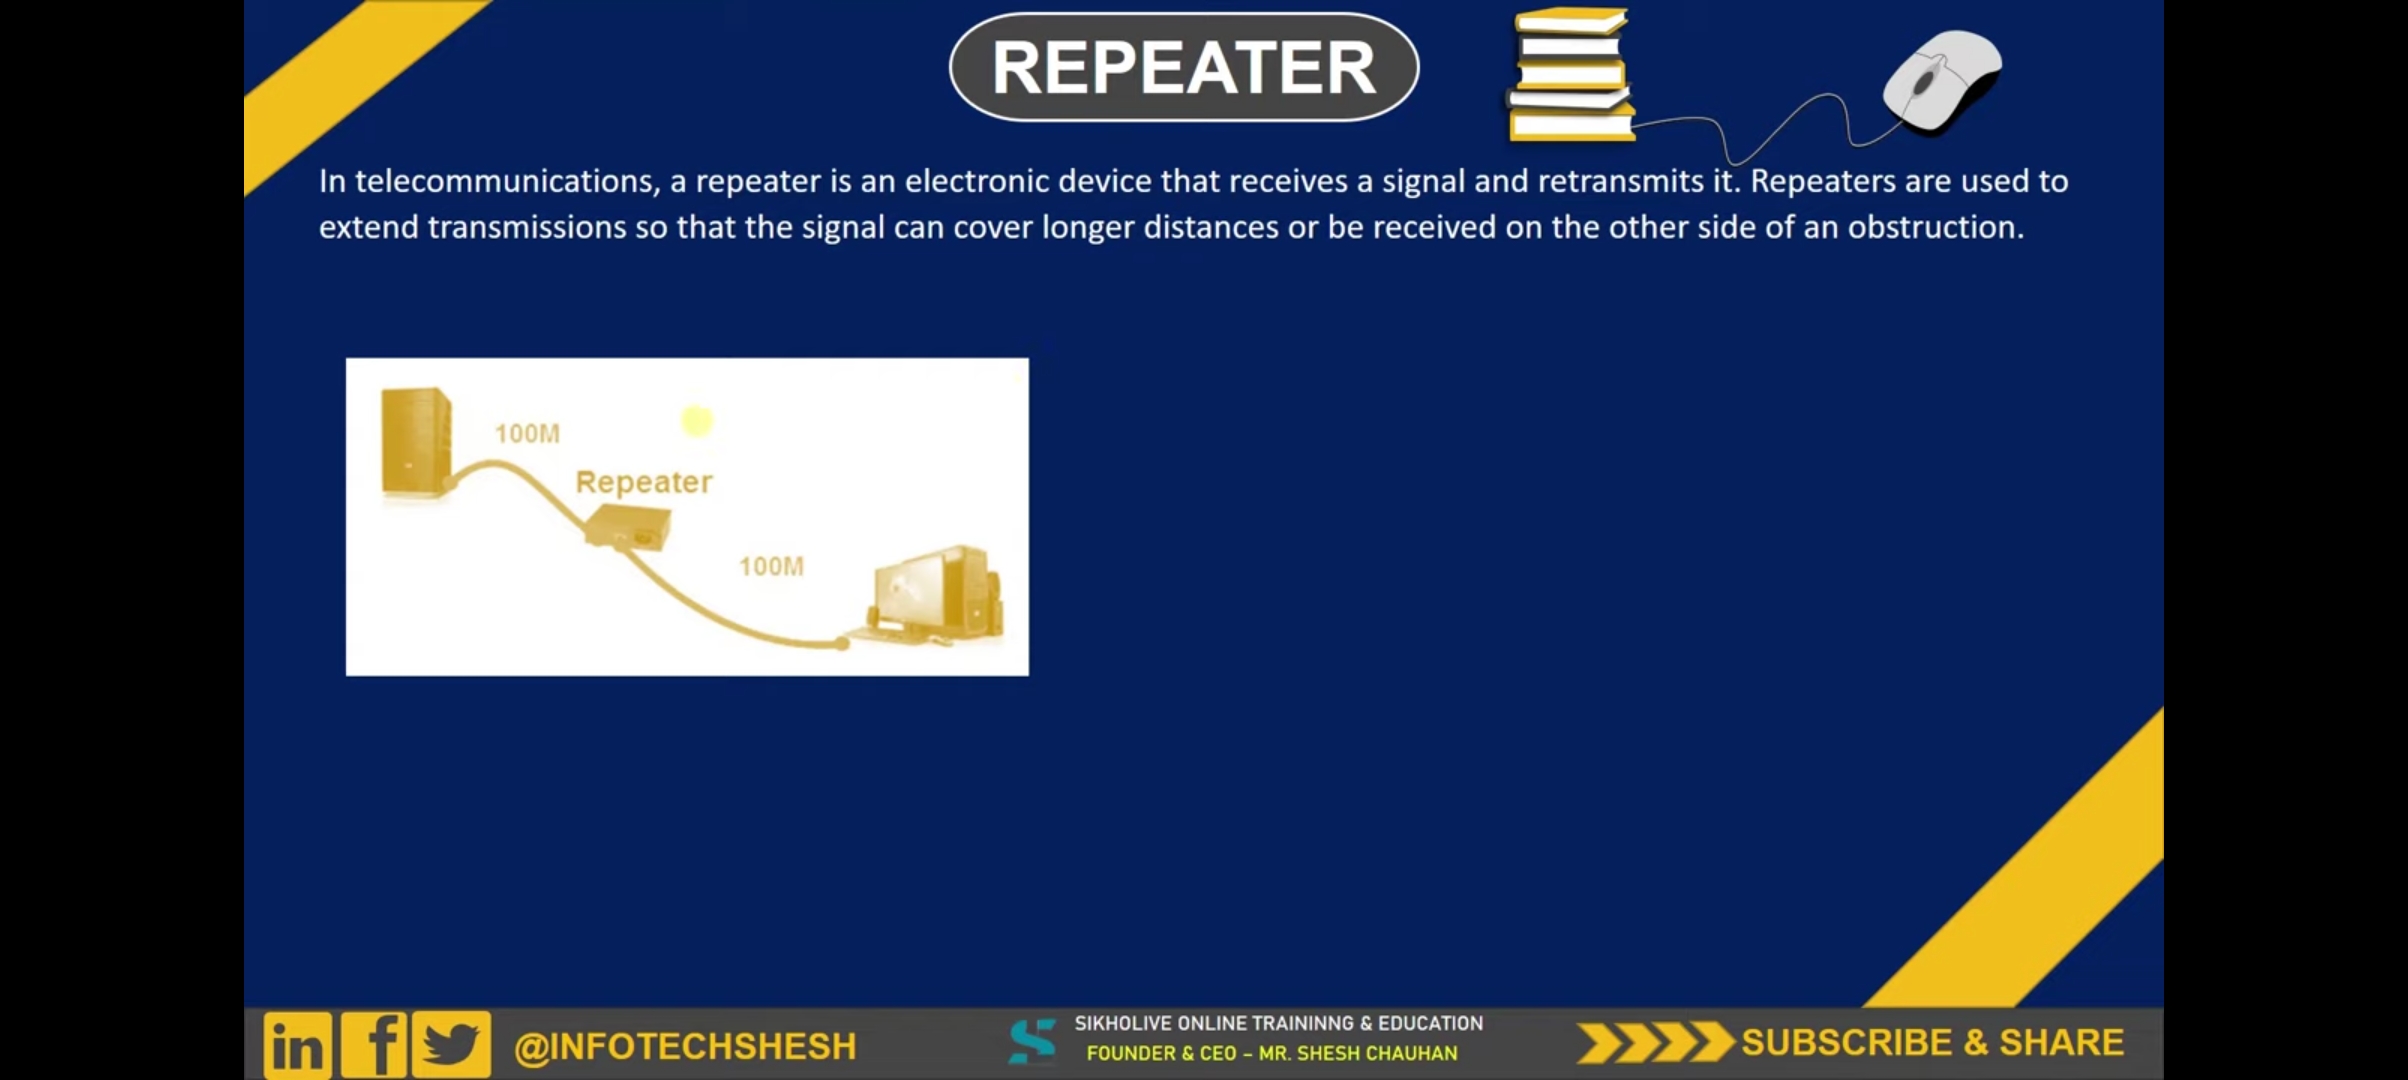 REPEATER
In telecommunications, a repeater is an electronic device that receives a signal and retransmits it. Repeaters are used to
extend transmissions so that the signal can cover longer distances or be received on the other side of an obstruction.
100M
Repeater
100M
in f @INFOTECHSHESH
SIKHOLIVE ONLINE TRAININNG & EDUCATION
FOUNDER & CEO – MR. SHESH CHAUHAN
SUBSCRIBE & SHARE